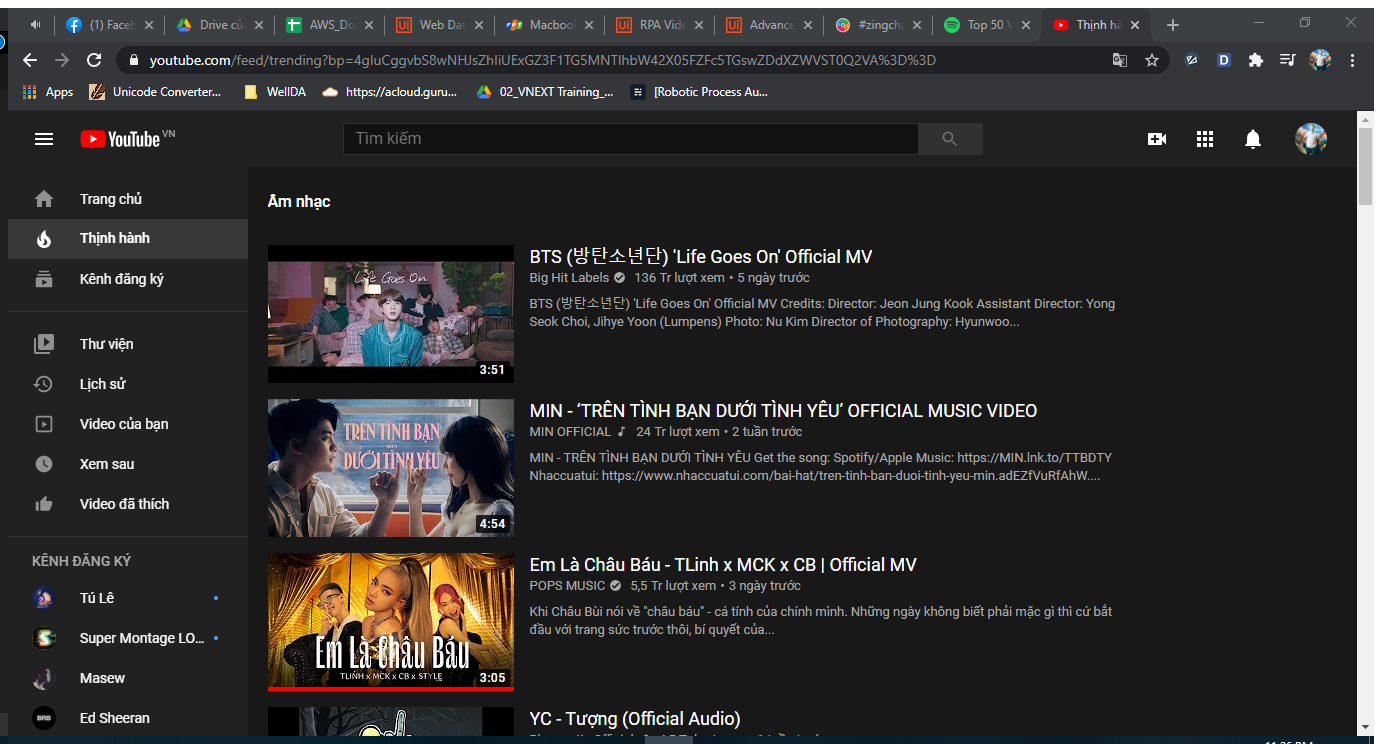 (1) Faceb
Drive củ
AWS_Do
Web Dat
Macboo
RPA Vide
Advance
#zingcha
Top 50 V
Thịnh hà
youtube.com/feed/trending?bp=
Apps
Unicode Converter...
WellDA
https://acloud.guru...
02_VNEXT Training_...
[Robotic Process Au...
YouTube VN
Tìm kiếm
Trang chủ
Thịnh hành
Kênh đăng ký
Thư viện
Lịch sử
Video của bạn
Xem sau
Video đã thích
KÊNH ĐĂNG KÝ
Tú Lê
Super Montage LO...
Masew
Ed Sheeran
Âm nhạc
Life Goes On
3:51
BTS (방탄소년단) 'Life Goes On' Official MV
Big Hit Labels 136 Tr lượt xem • 5 ngày trước
BTS (방탄소년단) 'Life Goes On' Official MV Credits: Director: Jeon Jung Kook Assistant Director: Yong
Seok Choi, Jihye Yoon (Lumpens) Photo: Nu Kim Director of Photography: Hyunwoo...
TRÊN TÌNH BẠN
MIN
DƯỚI TÌNH YÊU
4:54
MIN - ‘TRÊN TÌNH BẠN DƯỚI TÌNH YÊU’ OFFICIAL MUSIC VIDEO
MIN OFFICIAL 24 Tr lượt xem • 2 tuần trước
MIN - TRÊN TÌNH BẠN DƯỚI TÌNH YÊU Get the song: Spotify/Apple Music: https://MIN.lnk.to/TTBDTY
Nhaccuatui: https://www.nhaccuatui.com/bai-hat/tren-tinh-ban-duoi-tinh-yeu-min.adEZfVuRfAhW....
Em Là Châu Báu
TLINH x MCK x CB x STYLE
3:05
Em Là Châu Báu - TLinh x MCK x CB | Official MV
POPS MUSIC 5,5 Tr lượt xem • 3 ngày trước
Khi Châu Bùi nói về "châu báu" - cá tính của chính mình. Những ngày không biết phải mặc gì thì cứ bắt
đầu với trang sức trước thôi, bí quyết của...
YC - Tượng (Official Audio)